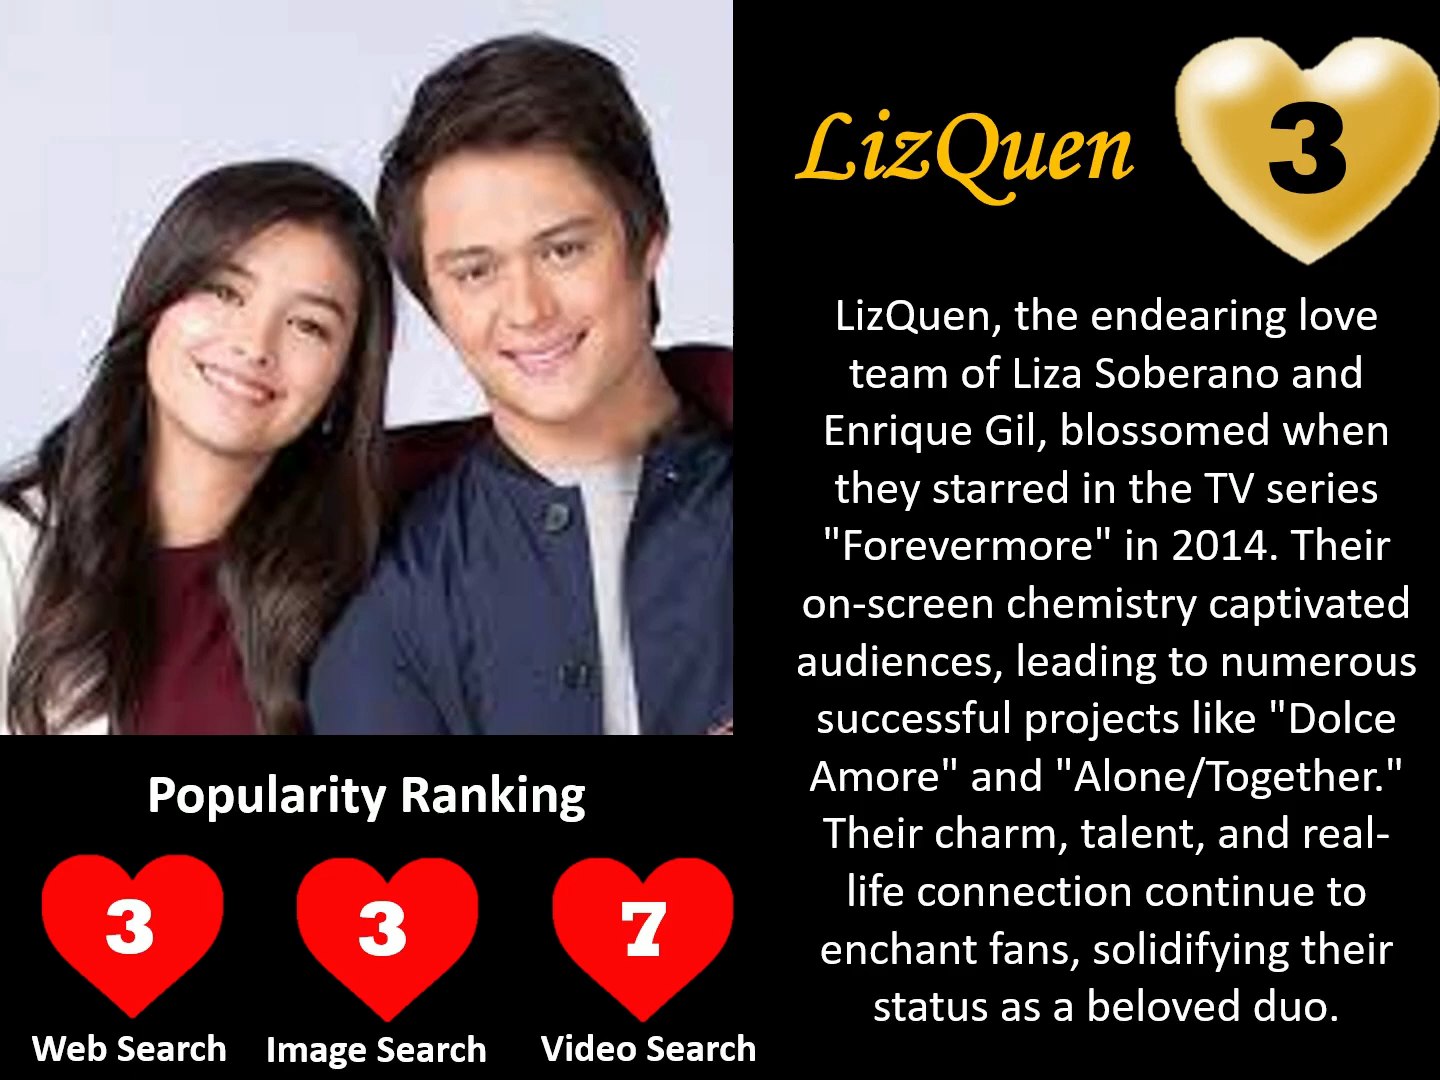 LizQuen
3
LizQuen, the endearing love
team of Liza Soberano and
Enrique Gil, blossomed when
they starred in the TV series
"Forevermore" in 2014. Their
on-screen chemistry captivated
audiences, leading to numerous
successful projects like "Dolce
Amore" and "Alone/Together."
Their charm, talent, and real-
life connection continue to
enchant fans, solidifying their
status as a beloved duo.
Popularity Ranking
3 3 7
Web Search Image Search Video Search